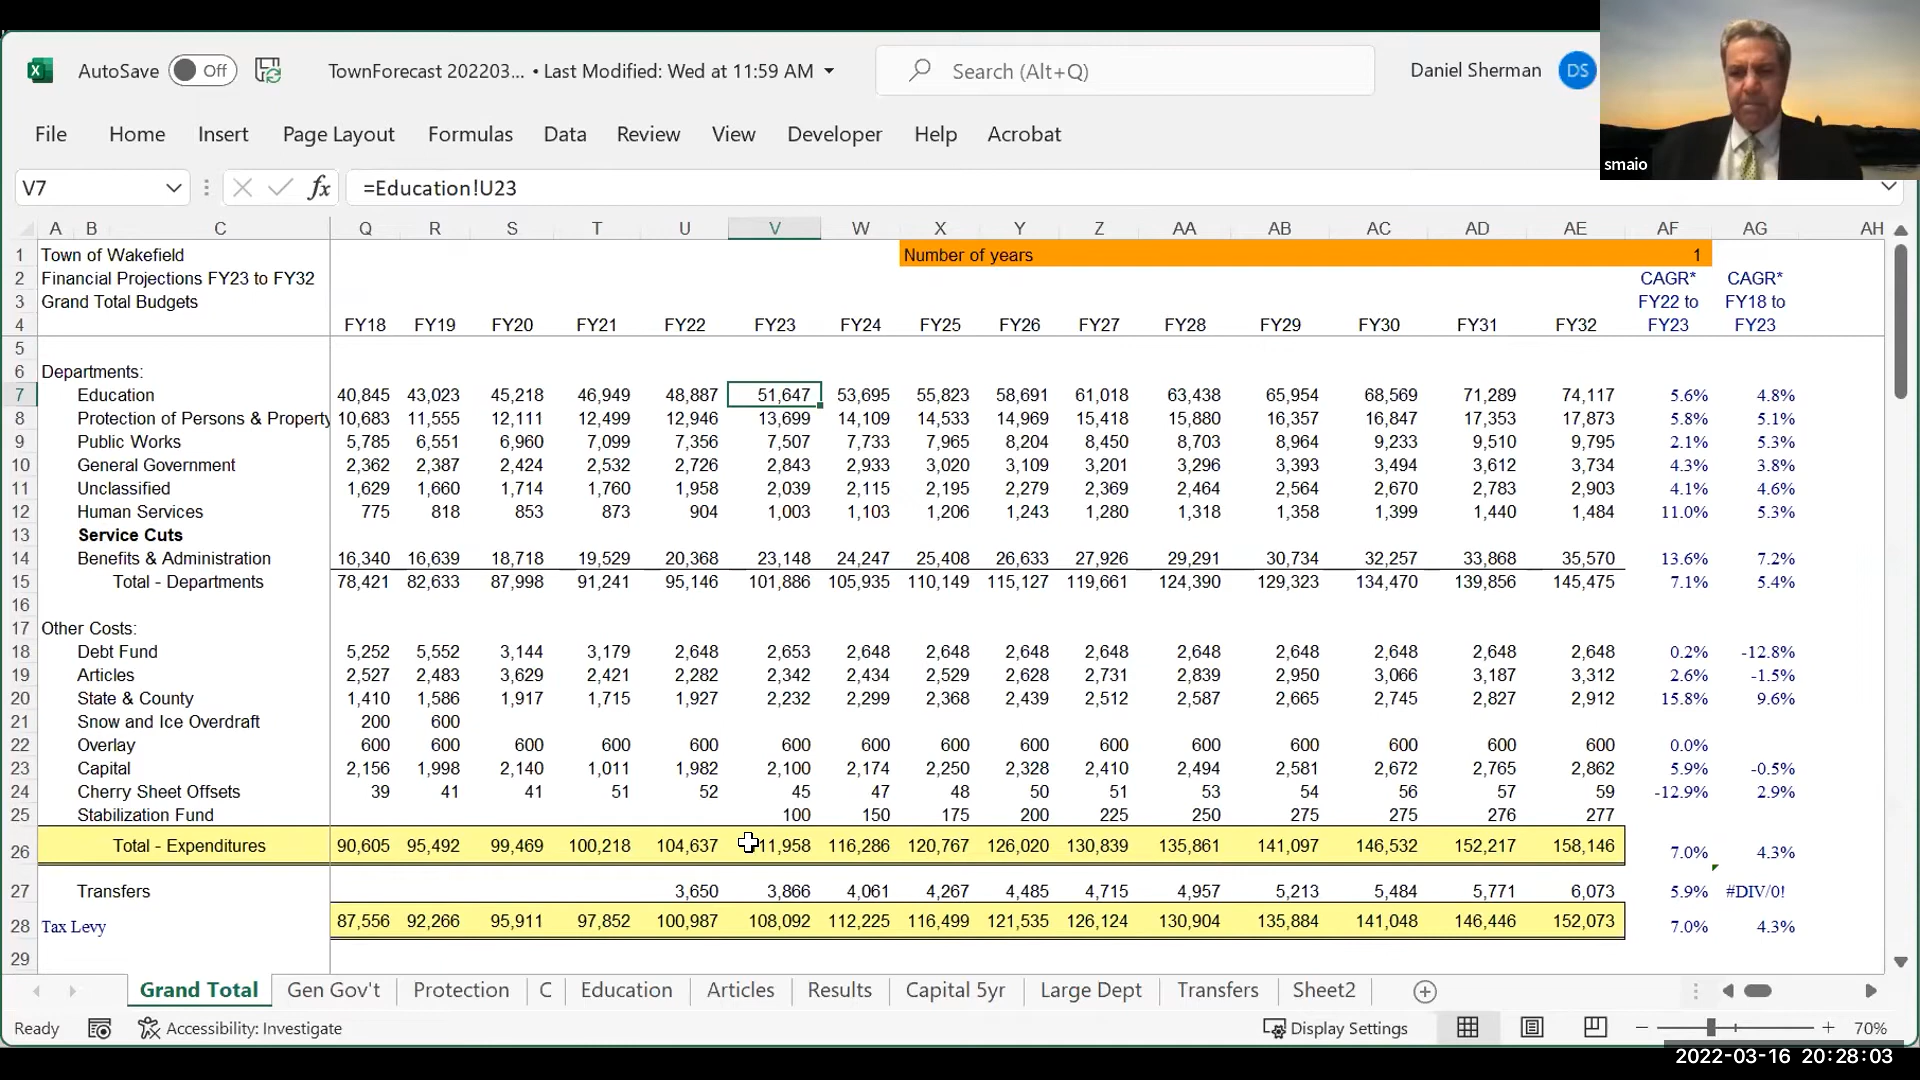 AutoSave Off TownForecast 202203... • Last Modified: Wed at 11:59 AM Search (Alt+Q) Daniel Sherman DS
smaio
File Home Insert Page Layout Formulas Data Review View Developer Help Acrobat
V7 fx =Education!U23
A B C Q R S T U V W X Y Z AA AB AC AD AE AF AG AH
1 Town of Wakefield Number of years 1
2 Financial Projections FY23 to FY32 CAGR* CAGR*
3 Grand Total Budgets FY22 to FY18 to
4 FY18 FY19 FY20 FY21 FY22 FY23 FY24 FY25 FY26 FY27 FY28 FY29 FY30 FY31 FY32 FY23 FY23
5
6 Departments:
7 Education 40,845 43,023 45,218 46,949 48,887 51,647 53,695 55,823 58,691 61,018 63,438 65,954 68,569 71,289 74,117 5.6% 4.8%
8 Protection of Persons & Property 10,683 11,555 12,111 12,499 12,946 13,699 14,109 14,533 14,969 15,418 15,880 16,357 16,847 17,353 17,873 5.8% 5.1%
9 Public Works 5,785 6,551 6,960 7,099 7,356 7,507 7,733 7,965 8,204 8,450 8,703 8,964 9,233 9,510 9,795 2.1% 5.3%
10 General Government 2,362 2,387 2,424 2,532 2,726 2,843 2,933 3,020 3,109 3,201 3,296 3,393 3,494 3,612 3,734 4.3% 3.8%
11 Unclassified 1,629 1,660 1,714 1,760 1,958 2,039 2,115 2,195 2,279 2,369 2,464 2,564 2,670 2,783 2,903 4.1% 4.6%
12 Human Services 775 818 853 873 904 1,003 1,103 1,206 1,243 1,280 1,318 1,358 1,399 1,440 1,484 11.0% 5.3%
13 Service Cuts
14 Benefits & Administration 16,340 16,639 18,718 19,529 20,368 23,148 24,247 25,408 26,633 27,926 29,291 30,734 32,257 33,868 35,570 13.6% 7.2%
15 Total - Departments 78,421 82,633 87,998 91,241 95,146 101,886 105,935 110,149 115,127 119,661 124,390 129,323 134,470 139,856 145,475 7.1% 5.4%
16
17 Other Costs:
18 Debt Fund 5,252 5,552 3,144 3,179 2,648 2,653 2,648 2,648 2,648 2,648 2,648 2,648 2,648 2,648 2,648 0.2% -12.8%
19 Articles 2,527 2,483 3,629 2,421 2,282 2,342 2,434 2,529 2,628 2,731 2,839 2,950 3,066 3,187 3,312 2.6% -1.5%
20 State & County 1,410 1,586 1,917 1,715 1,927 2,232 2,299 2,368 2,439 2,512 2,587 2,665 2,745 2,827 2,912 15.8% 9.6%
21 Snow and Ice Overdraft 200 600
22 Overlay 600 600 600 600 600 600 600 600 600 600 600 600 600 600 600 0.0%
23 Capital 2,156 1,998 2,140 1,011 1,982 2,100 2,174 2,250 2,328 2,410 2,494 2,581 2,672 2,765 2,862 5.9% -0.5%
24 Cherry Sheet Offsets 39 41 41 51 52 45 47 48 50 51 53 54 56 57 59 -12.9% 2.9%
25 Stabilization Fund 100 150 175 200 225 250 275 275 276 277
26 Total - Expenditures 90,605 95,492 99,469 100,218 104,637 11,958 116,286 120,767 126,020 130,839 135,861 141,097 146,532 152,217 158,146 7.0% 4.3%
27 Transfers 3,650 3,866 4,061 4,267 4,485 4,715 4,957 5,213 5,484 5,771 6,073 5.9% #DIV/0!
28 Tax Levy 87,556 92,266 95,911 97,852 100,987 108,092 112,225 116,499 121,535 126,124 130,904 135,884 141,048 146,446 152,073 7.0% 4.3%
29
Grand Total Gen Gov't Protection C Education Articles Results Capital 5yr Large Dept Transfers Sheet2
Ready Accessibility: Investigate Display Settings 70%
2022-03-16 20:28:03